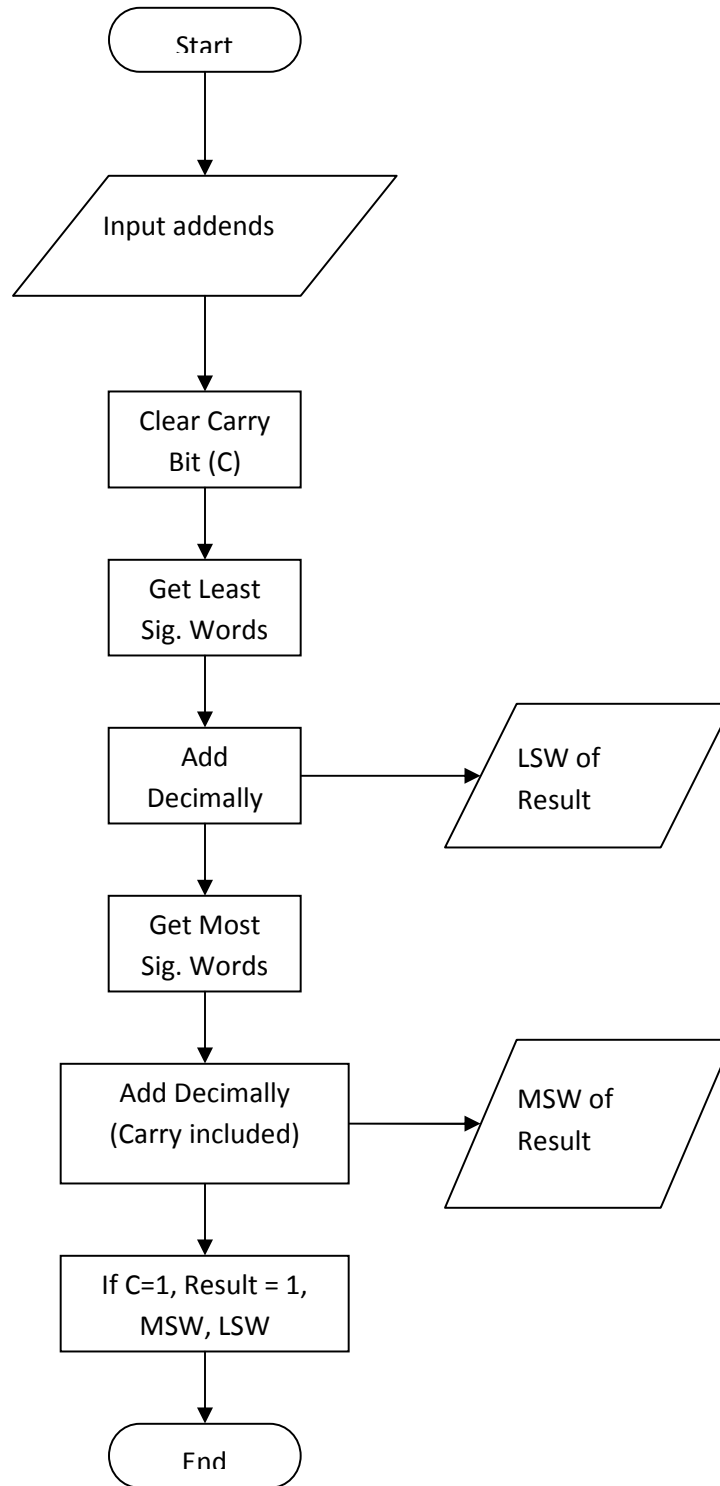 Start
Input addends
Clear Carry
Bit (C)
Get Least
Sig. Words
Add
Decimally
LSW of
Result
Get Most
Sig. Words
Add Decimally
(Carry included)
MSW of
Result
If C=1, Result = 1,
MSW, LSW
End